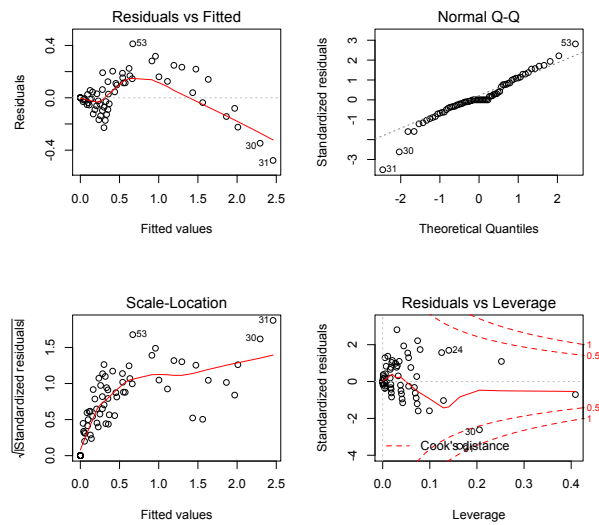 Residuals vs Fitted
Residuals
0.4
0.0
-0.4
53
30
31
0.0 0.5 1.0 1.5 2.0 2.5
Fitted values
Normal Q-Q
Standardized residuals
3
2
1
0
-1
-3
53
30
31
-2 -1 0 1 2
Theoretical Quantiles
Scale-Location
√|Standardized residuals|
1.5
1.0
0.5
0.0
53
31
30
0.0 0.5 1.0 1.5 2.0 2.5
Fitted values
Residuals vs Leverage
Standardized residuals
4
2
0
-2
-4
24
30
31
1
0.5
0.5
1
Cook's distance
0.0 0.1 0.2 0.3 0.4
Leverage